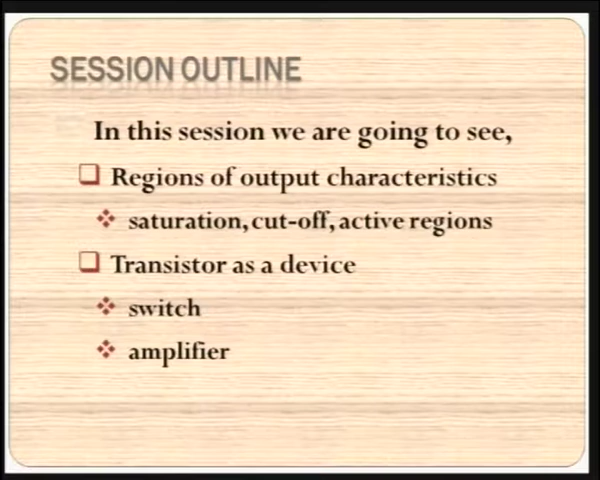 SESSION OUTLINE
In this session we are going to see,
Regions of output characteristics
saturation, cut-off, active regions
Transistor as a device
switch
amplifier